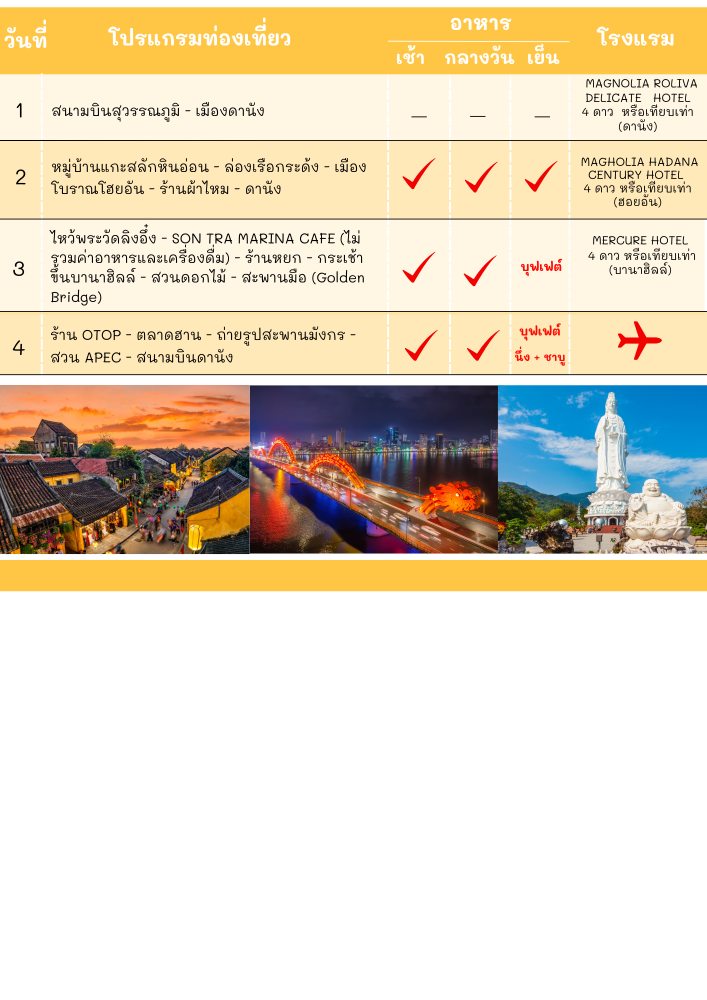 วันที่
โปรแกรมท่องเที่ยว
อาหาร
เช้า กลางวัน เย็น
โรงแรม
1
สนามบินสุวรรณภูมิ - เมืองดานัง
— — —
MAGNOLIA ROLIVA
DELICATE HOTEL
4 ดาว หรือเทียบเท่า
(ดานัง)
2
หมู่บ้านแกะสลักหินอ่อน - ล่องเรือกระด้ง - เมือง
โบราณโฮยอัน - ร้านผ้าไหม - ดานัง
MAGHOLIA HADANA
CENTURY HOTEL
4 ดาว หรือเทียบเท่า
(ฮอยอัน)
3
ไหว้พระวัดลิงอึ๋ง - SON TRA MARINA CAFE (ไม่
รวมค่าอาหารและเครื่องดื่ม) - ร้านหยก - กระเช้า
ขึ้นบานาฮิลล์ - สวนดอกไม้ - สะพานมือ (Golden
Bridge)
บุฟเฟต์
MERCURE HOTEL
4 ดาว หรือเทียบเท่า
(บานาฮิลล์)
4
ร้าน OTOP - ตลาดฮาน - ถ่ายรูปสะพานมังกร -
สวน APEC - สนามบินดานัง
บุฟเฟต์
นึ่ง + ชาบู